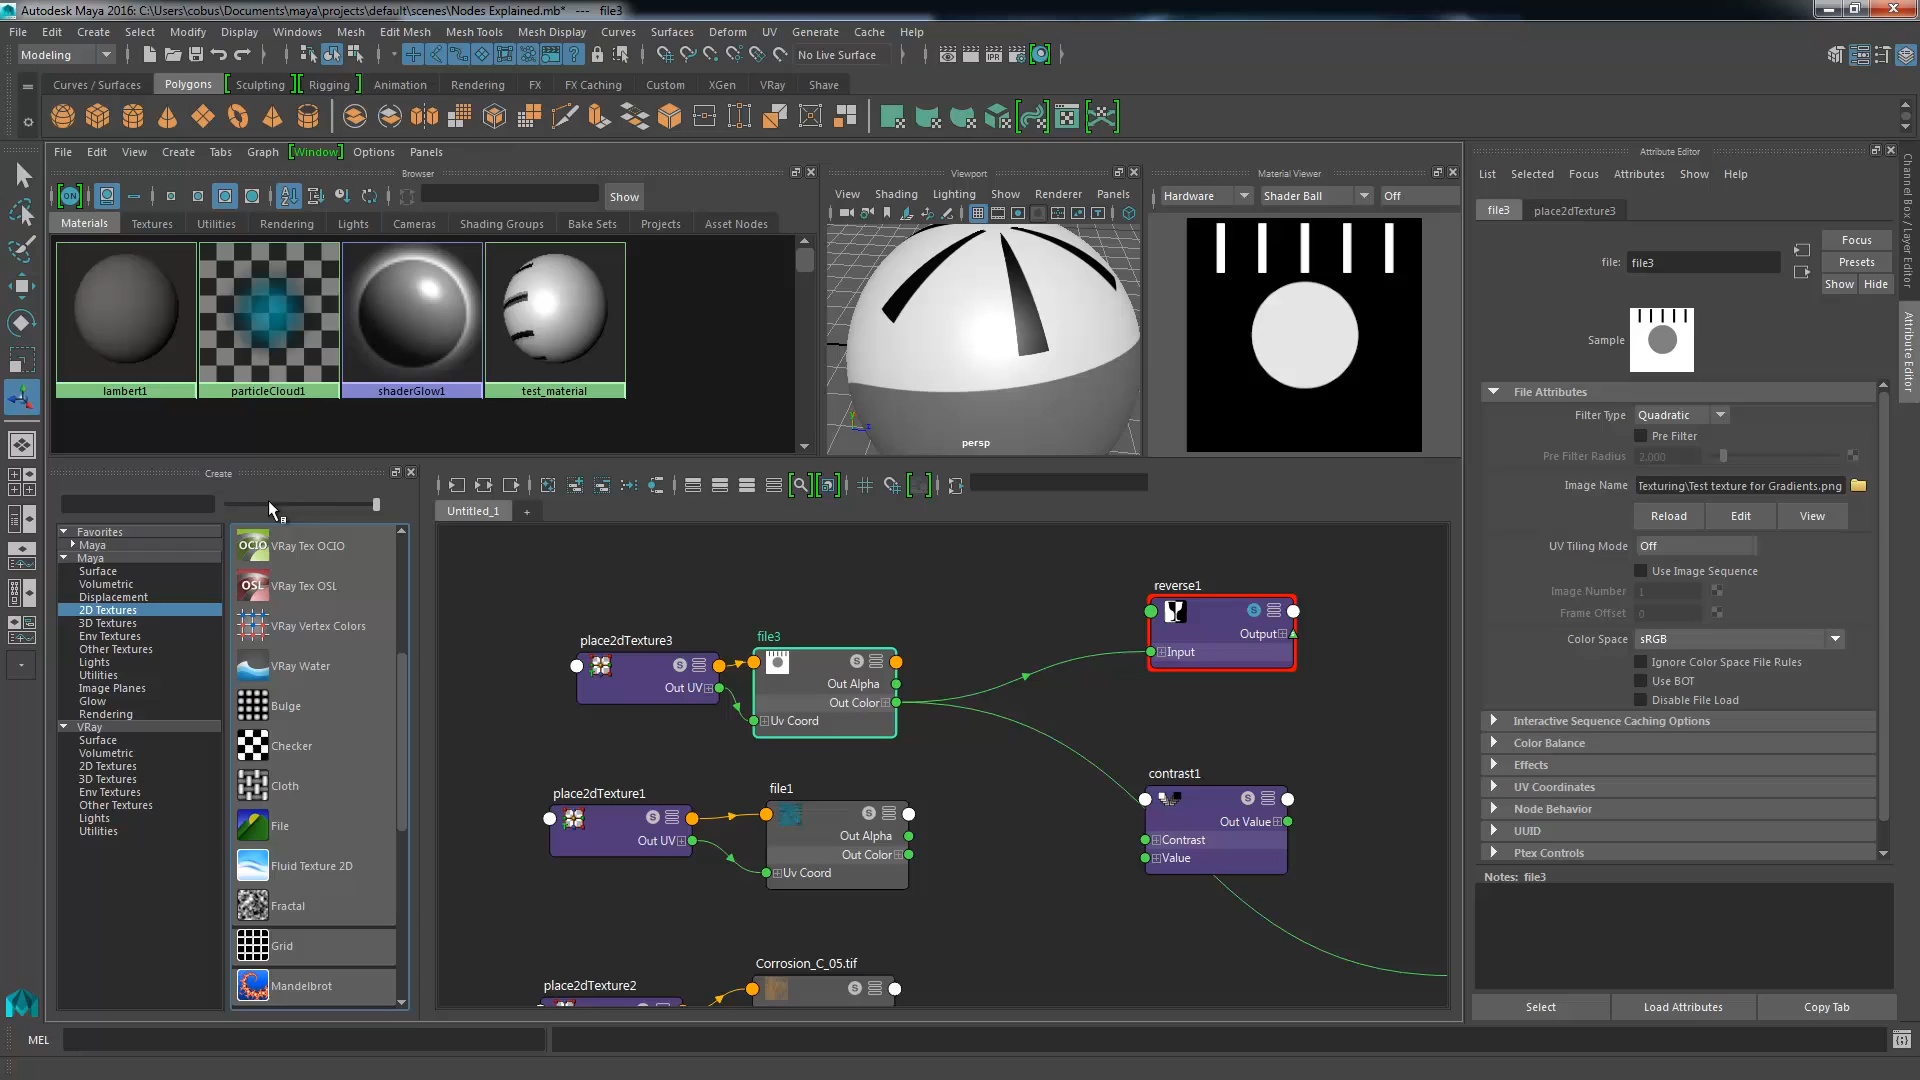 Autodesk Maya 2016: C:\Users\cobus\Documents\maya\projects\default\scenes\Nodes Explained.mb* --- file3
File Edit Create Select Modify Display Windows Mesh Edit Mesh Mesh Tools Mesh Display Curves Surfaces Deform UV Generate Cache Help
Modeling No Live Surface IPR
Curves / Surfaces Polygons Sculpting Rigging Animation Rendering FX FX Caching Custom XGen VRay Shave
File Edit View Create Tabs Graph Window Options Panels
Browser Viewport Material Viewer Attribute Editor
ON Show
View Shading Lighting Show Renderer Panels
Hardware Shader Ball Off
List Selected Focus Attributes Show Help
Materials Textures Utilities Rendering Lights Cameras Shading Groups Bake Sets Projects Asset Nodes
file3 place2dTexture3
lambert1 particleCloud1 shaderGlow1 test_material
persp
file: file3
Focus
Presets
Show Hide
Sample
File Attributes
Filter Type Quadratic
Pre Filter
Pre Filter Radius 2.000
Image Name Texturing\Test texture for Gradients.png
Reload Edit View
UV Tiling Mode Off
Use Image Sequence
Image Number 1
Frame Offset 0
Color Space sRGB
Ignore Color Space File Rules
Use BOT
Disable File Load
Interactive Sequence Caching Options
Color Balance
Effects
UV Coordinates
Node Behavior
UUID
Ptex Controls
Notes: file3
Select Load Attributes Copy Tab
Channel Box / Layer Editor
Attribute Editor
Create
Favorites
Maya
Maya
Surface
Volumetric
Displacement
2D Textures
3D Textures
Env Textures
Other Textures
Lights
Utilities
Image Planes
Glow
Rendering
VRay
Surface
Volumetric
2D Textures
3D Textures
Env Textures
Other Textures
Lights
Utilities
OCIO VRay Tex OCIO
OSL VRay Tex OSL
VRay Vertex Colors
VRay Water
Bulge
Checker
Cloth
File
Fluid Texture 2D
Fractal
Grid
Mandelbrot
Untitled_1 +
place2dTexture3
Out UV
file3
Out Alpha
Out Color
Uv Coord
reverse1
Output
Input
place2dTexture1
Out UV
file1
Out Alpha
Out Color
Uv Coord
contrast1
Out Value
Contrast
Value
place2dTexture2
Corrosion_C_05.tif
MEL